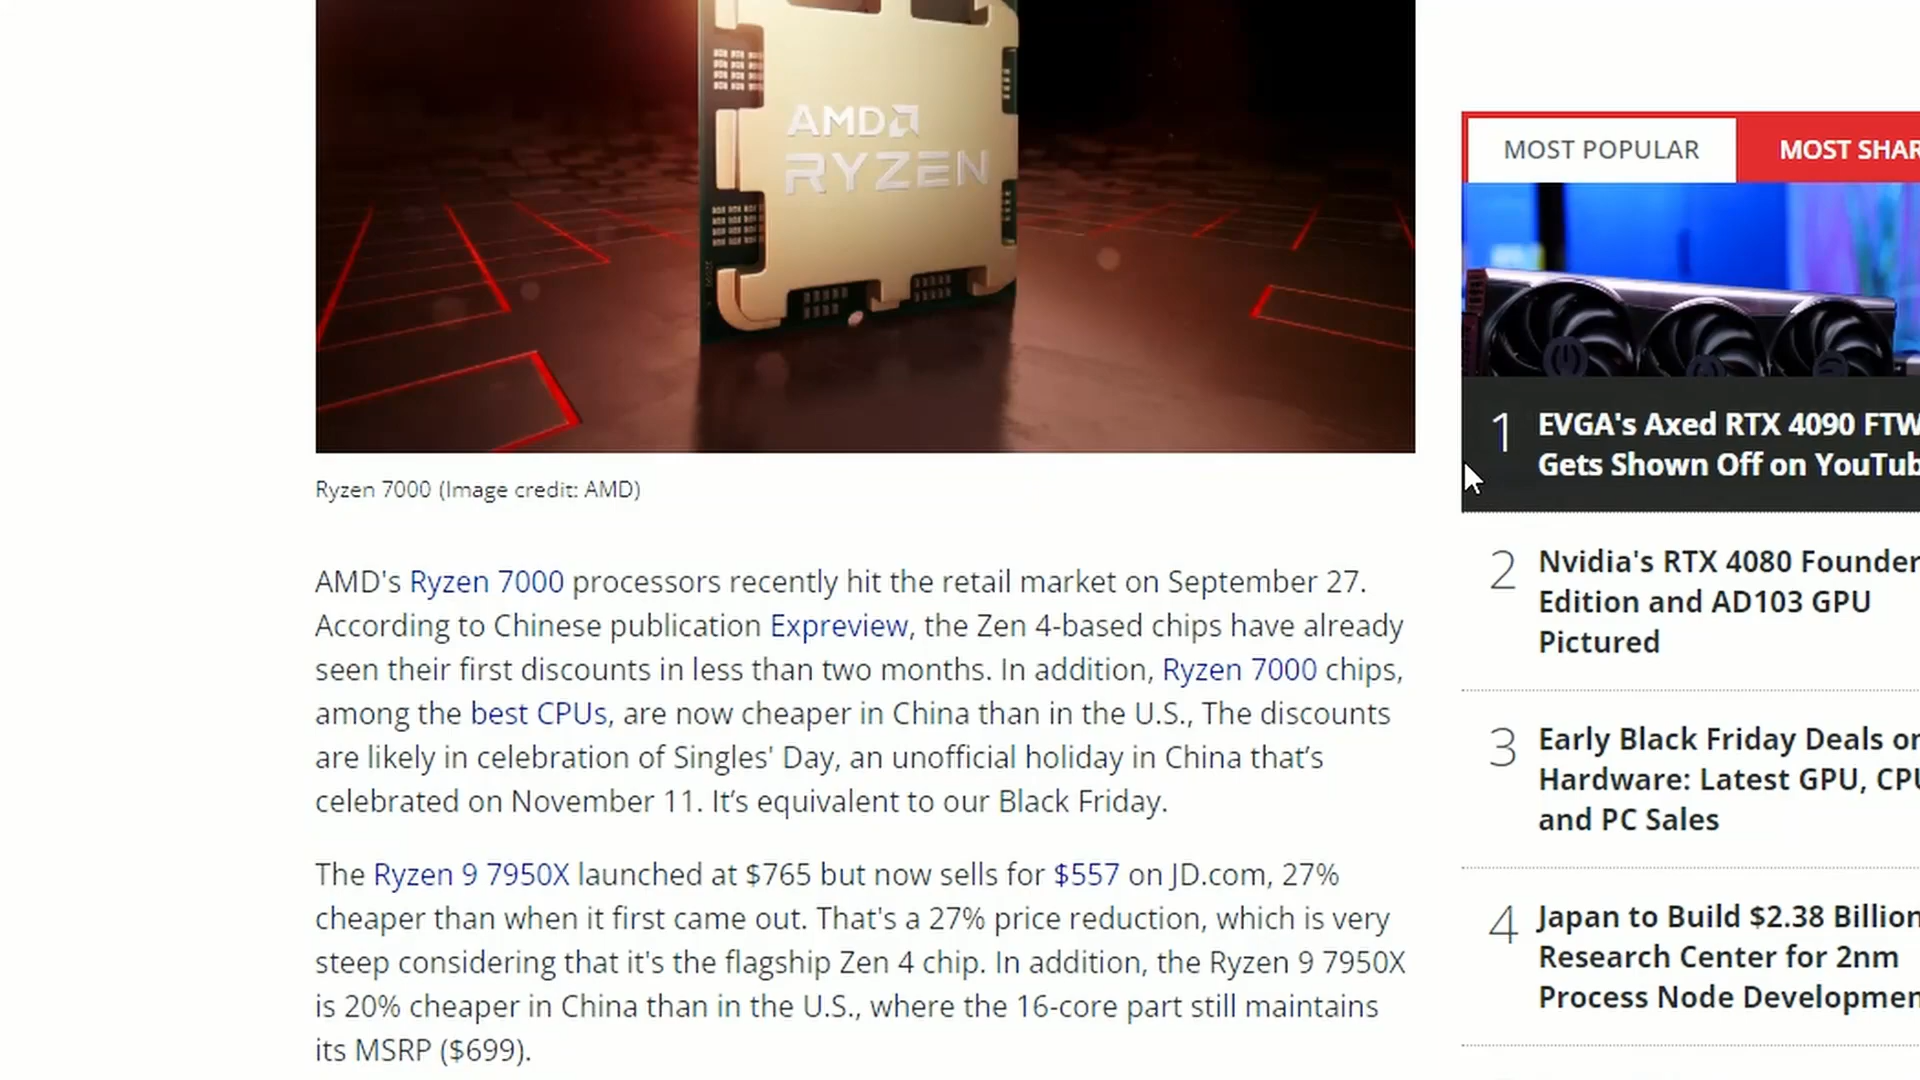 AMD
RYZEN
Ryzen 7000 (Image credit: AMD)
AMD's Ryzen 7000 processors recently hit the retail market on September 27.
According to Chinese publication Expreview, the Zen 4-based chips have already
seen their first discounts in less than two months. In addition, Ryzen 7000 chips,
among the best CPUs, are now cheaper in China than in the U.S., The discounts
are likely in celebration of Singles' Day, an unofficial holiday in China that’s
celebrated on November 11. It’s equivalent to our Black Friday.
The Ryzen 9 7950X launched at $765 but now sells for $557 on JD.com, 27%
cheaper than when it first came out. That's a 27% price reduction, which is very
steep considering that it's the flagship Zen 4 chip. In addition, the Ryzen 9 7950X
is 20% cheaper in China than in the U.S., where the 16-core part still maintains
its MSRP ($699).
MOST POPULAR
MOST SHAR
1
EVGA's Axed RTX 4090 FTW
Gets Shown Off on YouTub
2
Nvidia's RTX 4080 Founder
Edition and AD103 GPU
Pictured
3
Early Black Friday Deals on
Hardware: Latest GPU, CPU
and PC Sales
4
Japan to Build $2.38 Billion
Research Center for 2nm
Process Node Developmen